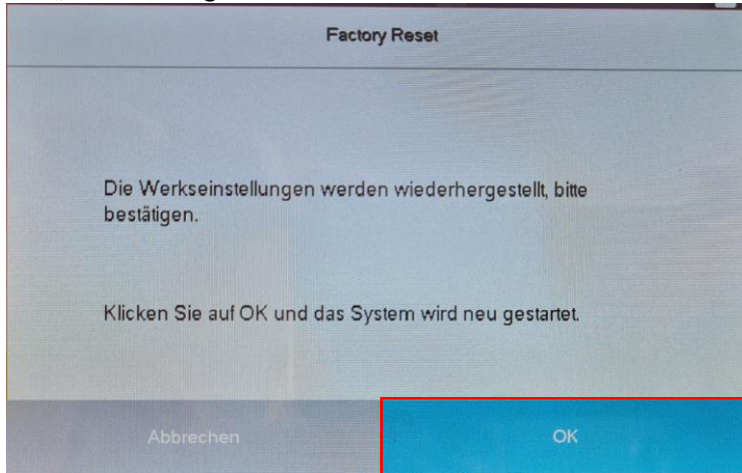 Factory Reset
Die Werkseinstellungen werden wiederhergestellt, bitte
bestätigen.
Klicken Sie auf OK und das System wird neu gestartet.
Abbrechen
OK